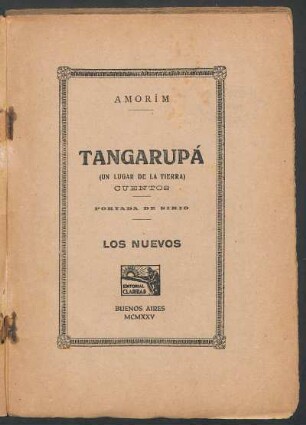 AMORÍM
TANGARUPÁ
(UN LUGAR DE LA TIERRA)
CUENTOS
PORTADA DE SIRIO
LOS NUEVOS
EDITORIAL
CLARIDAD
BUENOS AIRES
MCMXXV